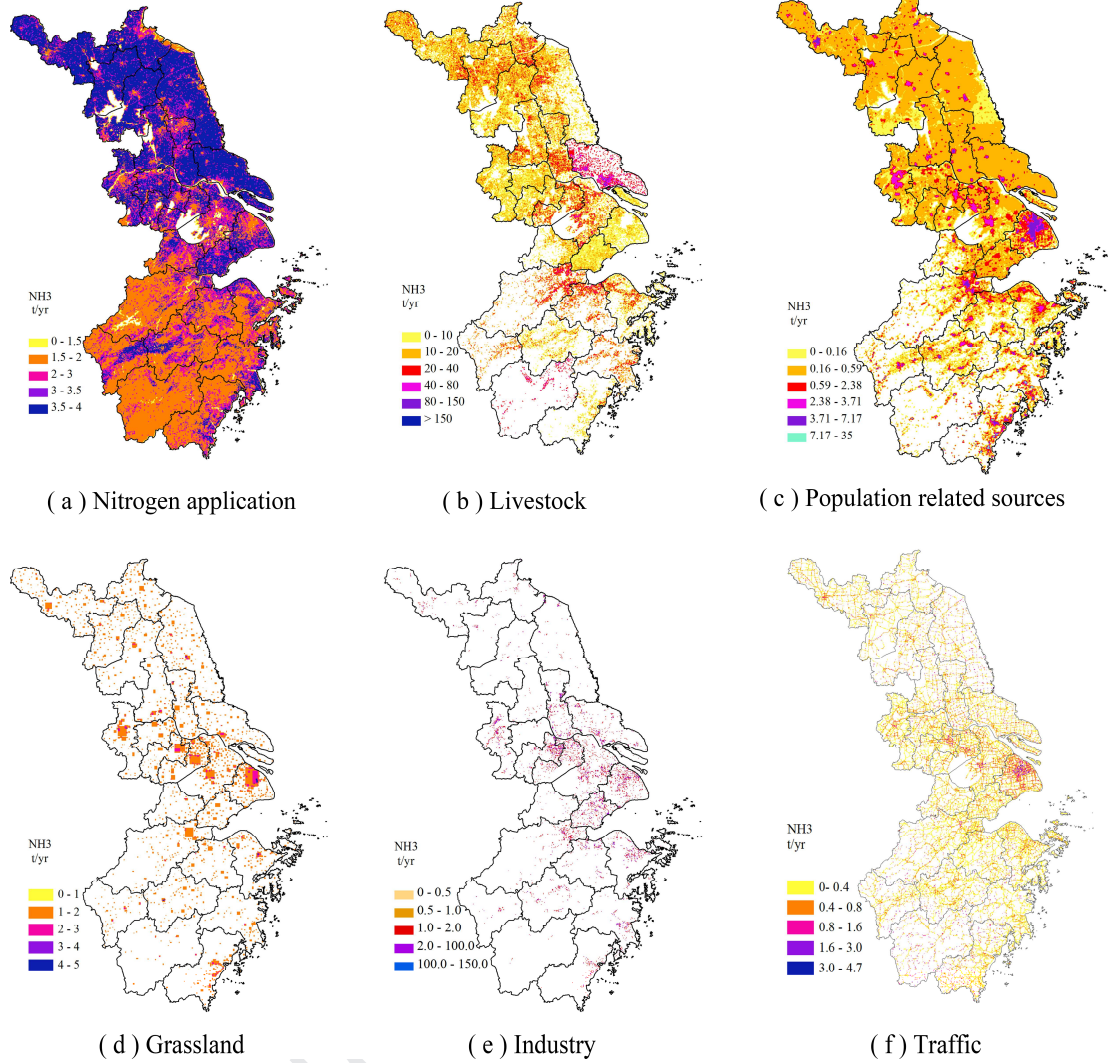 NH3
t/yr
0 - 1.5
1.5 - 2
2 - 3
3 - 3.5
3.5 - 4
( a ) Nitrogen application
NH3
t/yr
0 - 10
10 - 20
20 - 40
40 - 80
80 - 150
> 150
( b ) Livestock
NH3
t/yr
0 - 0.16
0.16 - 0.59
0.59 - 2.38
2.38 - 3.71
3.71 - 7.17
7.17 - 35
( c ) Population related sources
NH3
t/yr
0 - 1
1 - 2
2 - 3
3 - 4
4 - 5
( d ) Grassland
NH3
t/yr
0 - 0.5
0.5 - 1.0
1.0 - 2.0
2.0 - 100.0
100.0 - 150.0
( e ) Industry
NH3
t/yr
0- 0.4
0.4 - 0.8
0.8 - 1.6
1.6 - 3.0
3.0 - 4.7
( f ) Traffic